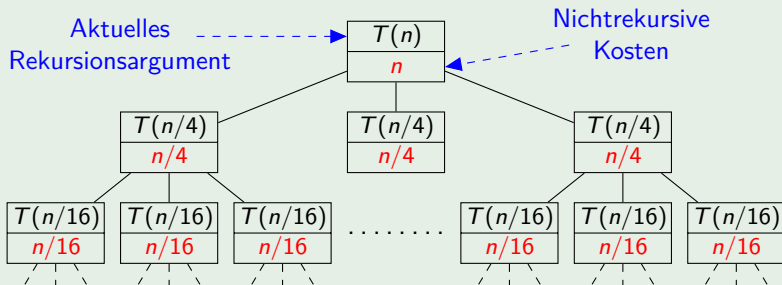 Aktuelles
Rekursionsargument
T(n)
n
Nichtrekursive
Kosten
T(n/4)
n/4
T(n/4)
n/4
T(n/4)
n/4
T(n/16)
n/16
T(n/16)
n/16
T(n/16)
n/16
........
T(n/16)
n/16
T(n/16)
n/16
T(n/16)
n/16